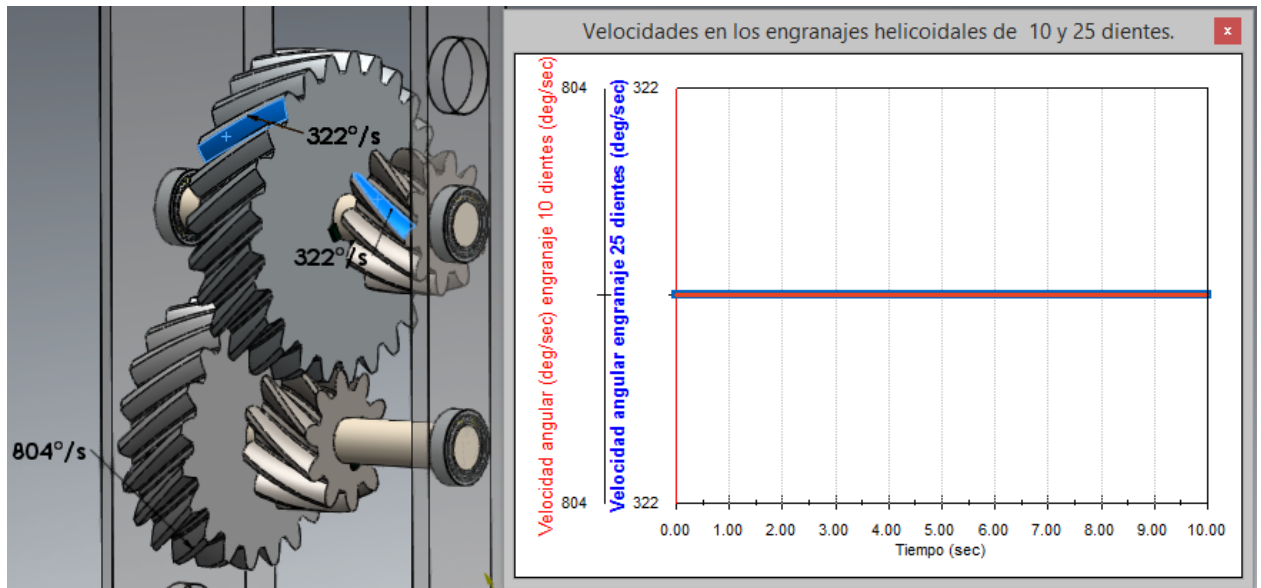 Velocidades en los engranajes helicoidales de  10 y 25 dientes.
x
322°/s
322°/s
804°/s
Velocidad angular (deg/sec) engranaje 10 dientes (deg/sec)
804
804
Velocidad angular engranaje 25 dientes (deg/sec)
322
322
0.00 1.00 2.00 3.00 4.00 5.00 6.00 7.00 8.00 9.00 10.00
Tiempo (sec)